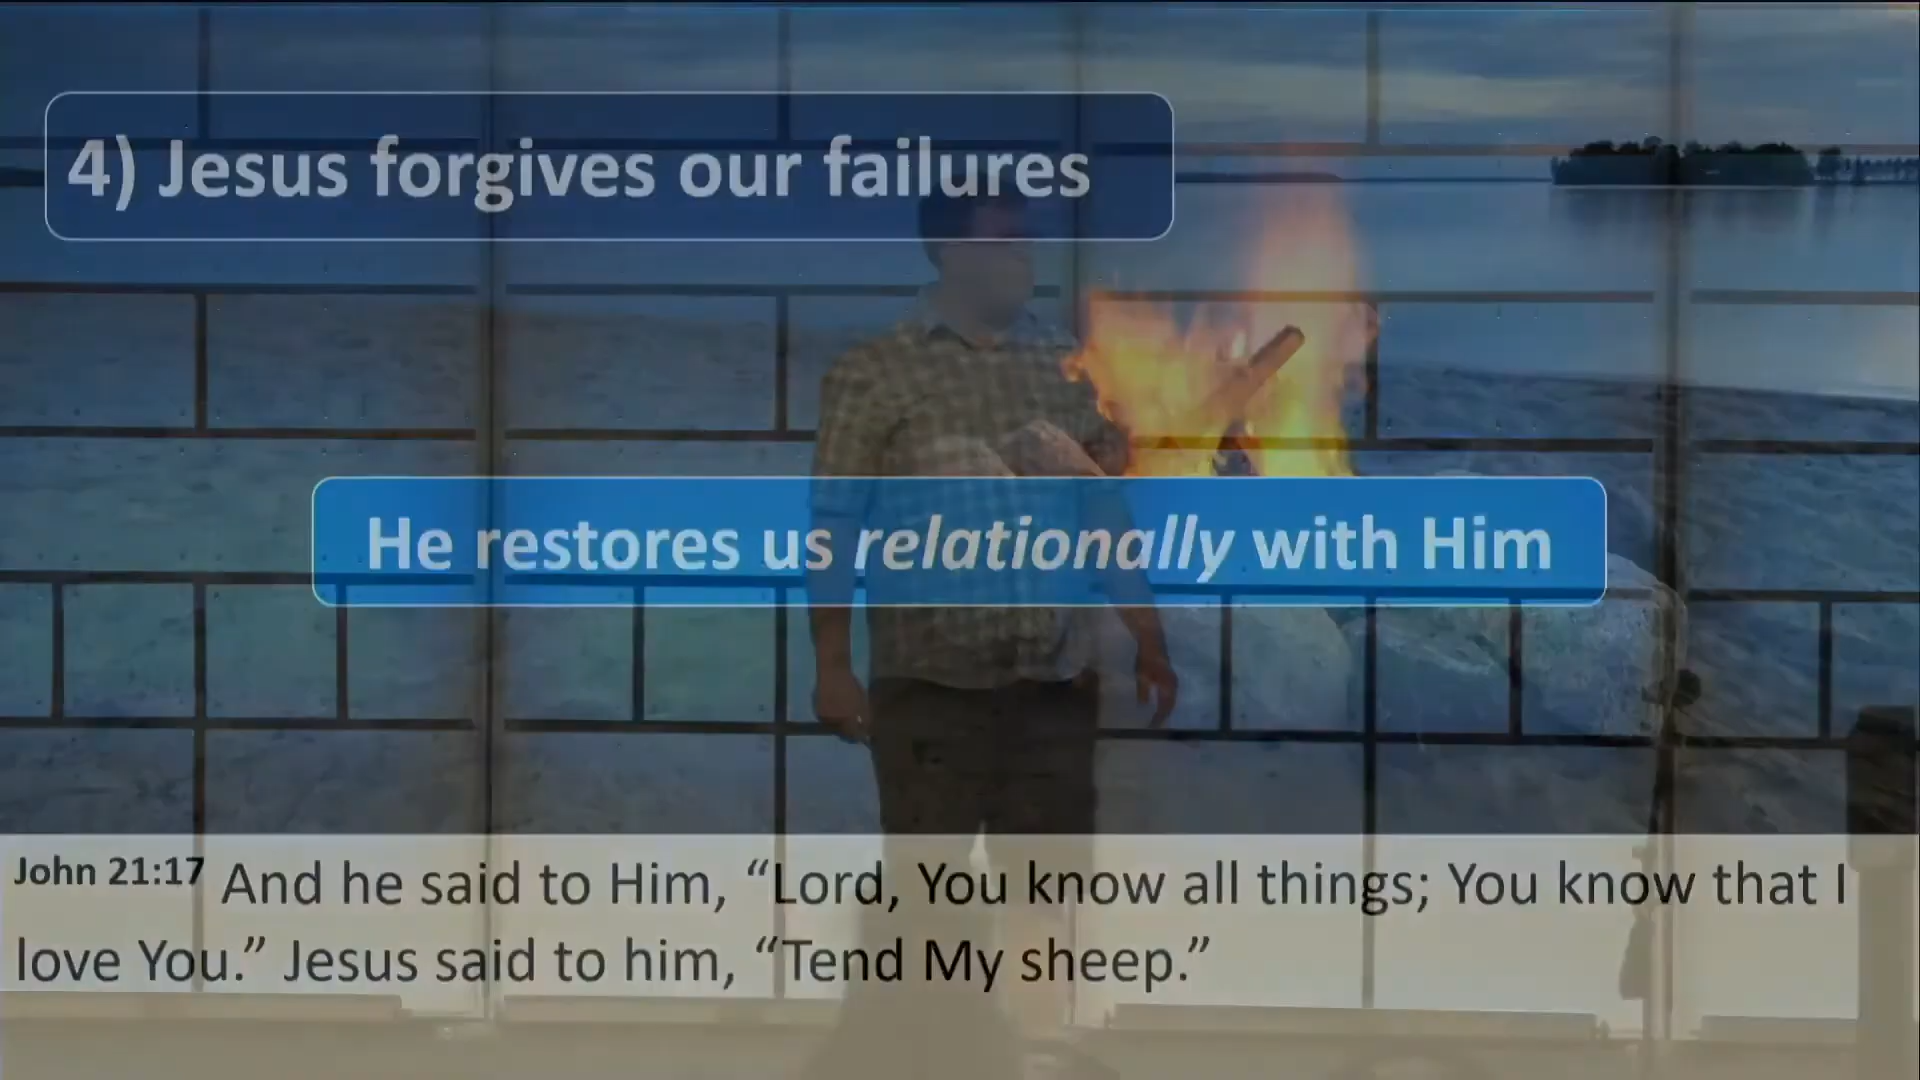 4) Jesus forgives our failures
He restores us relationally with Him
John 21:17 And he said to Him, “Lord, You know all things; You know that I
love You.” Jesus said to him, “Tend My sheep.”